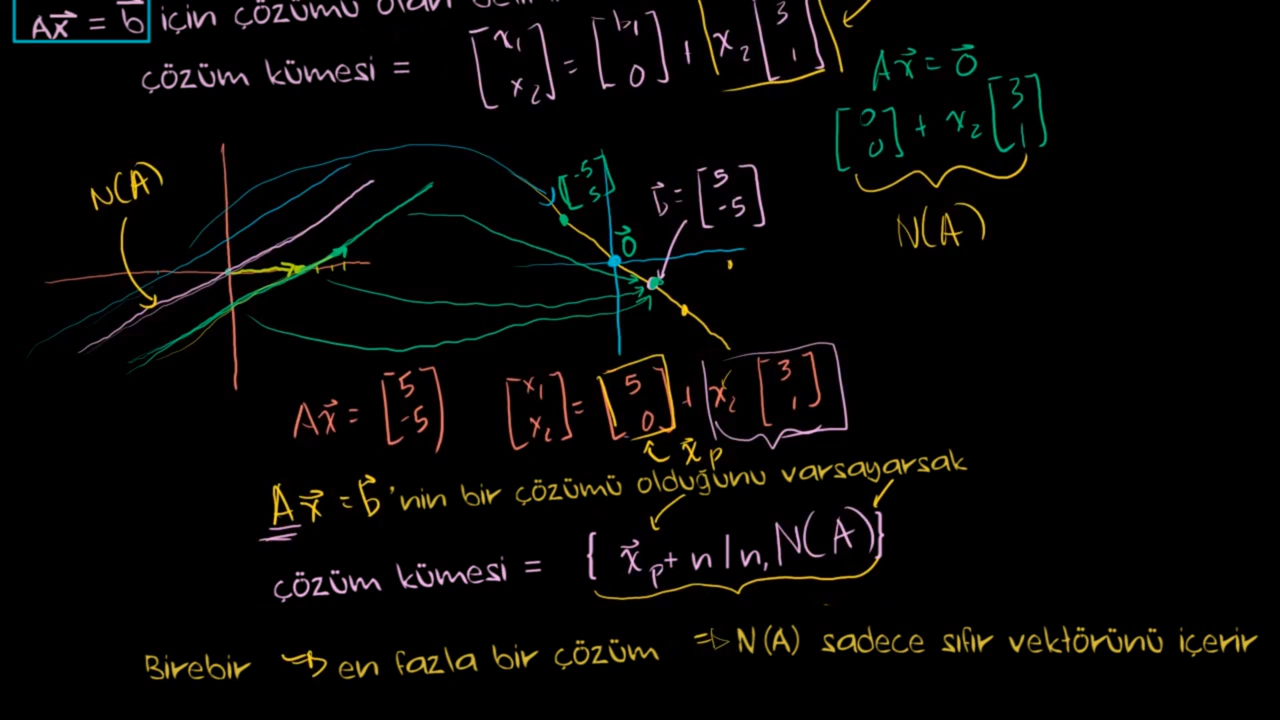 Ax⃗ = b⃗ için çözümü olan
çözüm kümesi = [x₁ x₂] = [b₁ 0] + x₂ [3 1]
Ax⃗ = 0⃗
[0 0] + x₂ [3 1]
N(A)
N(A)
[-5 5]
b⃗ = [5 -5]
0⃗
Ax⃗ = [5 -5] [x₁ x₂] = [5 0] + x₂ [3 1]
x⃗p
Ax⃗ = b⃗'nin bir çözümü olduğunu varsayarsak
çözüm kümesi = { x⃗p + n | n, N(A) }
Birebir ⇒ en fazla bir çözüm ⇒ N(A) sadece sıfır vektörünü içerir